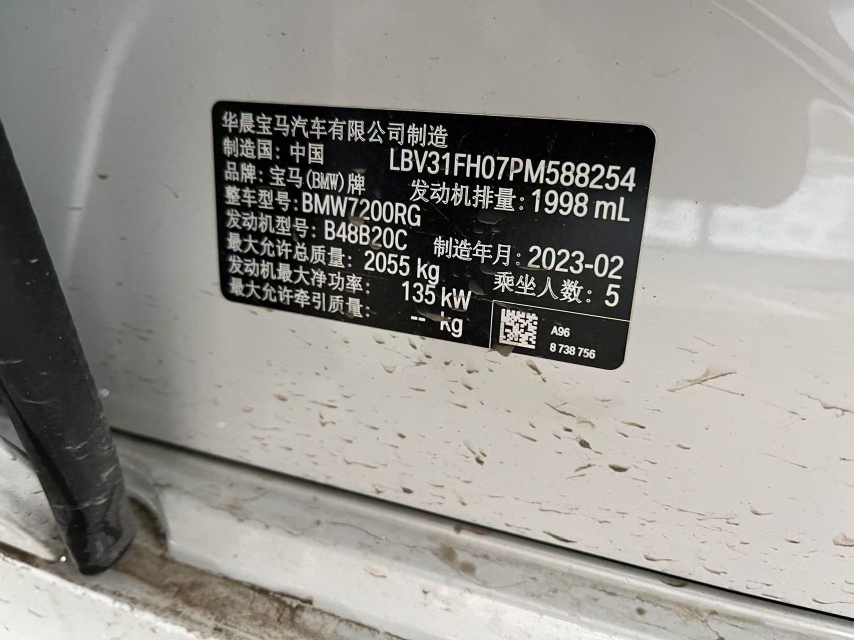 华晨宝马汽车有限公司制造
制造国: 中国 LBV31FH07PM588254
品牌: 宝马(BMW)牌 发动机排量: 1998 mL
整车型号: BMW7200RG
发动机型号: B48B20C 制造年月: 2023-02
最大允许总质量: 2055 kg 乘坐人数: 5
发动机最大净功率: 135 kW
最大允许牵引质量: -- kg
A96
8 738 756